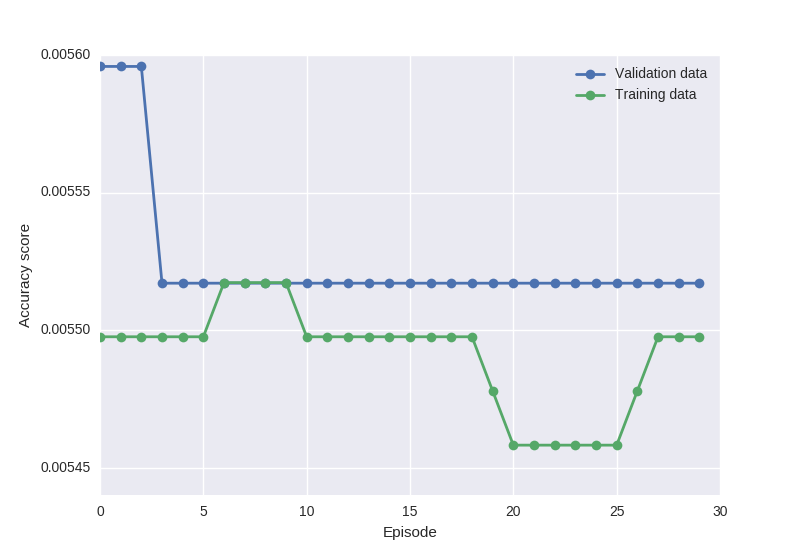 0.00560
0.00555
0.00550
0.00545
Accuracy score
Validation data
Training data
0 5 10 15 20 25 30
Episode